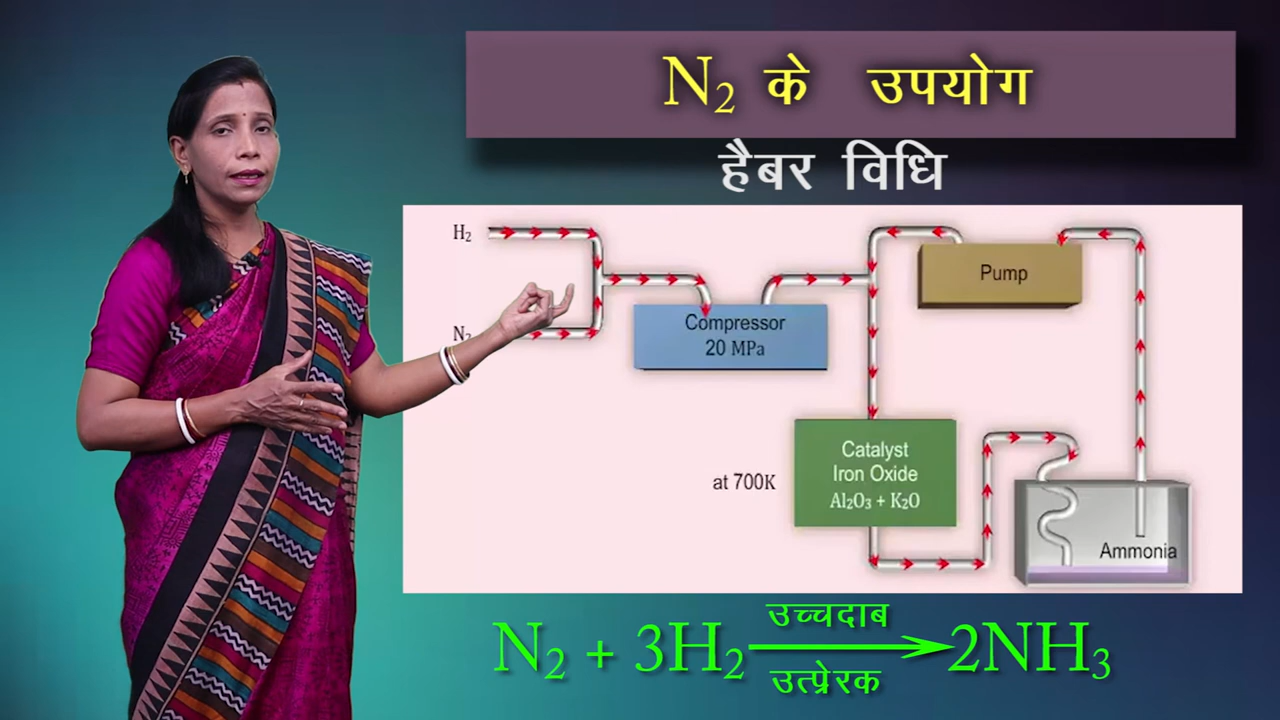 N₂ के उपयोग
हैबर विधि
H₂
N₂
Compressor
20 MPa
Pump
at 700K
Catalyst
Iron Oxide
Al₂O₃ + K₂O
Ammonia
उच्चदाब
N₂ + 3H₂ → 2NH₃
उत्प्रेरक